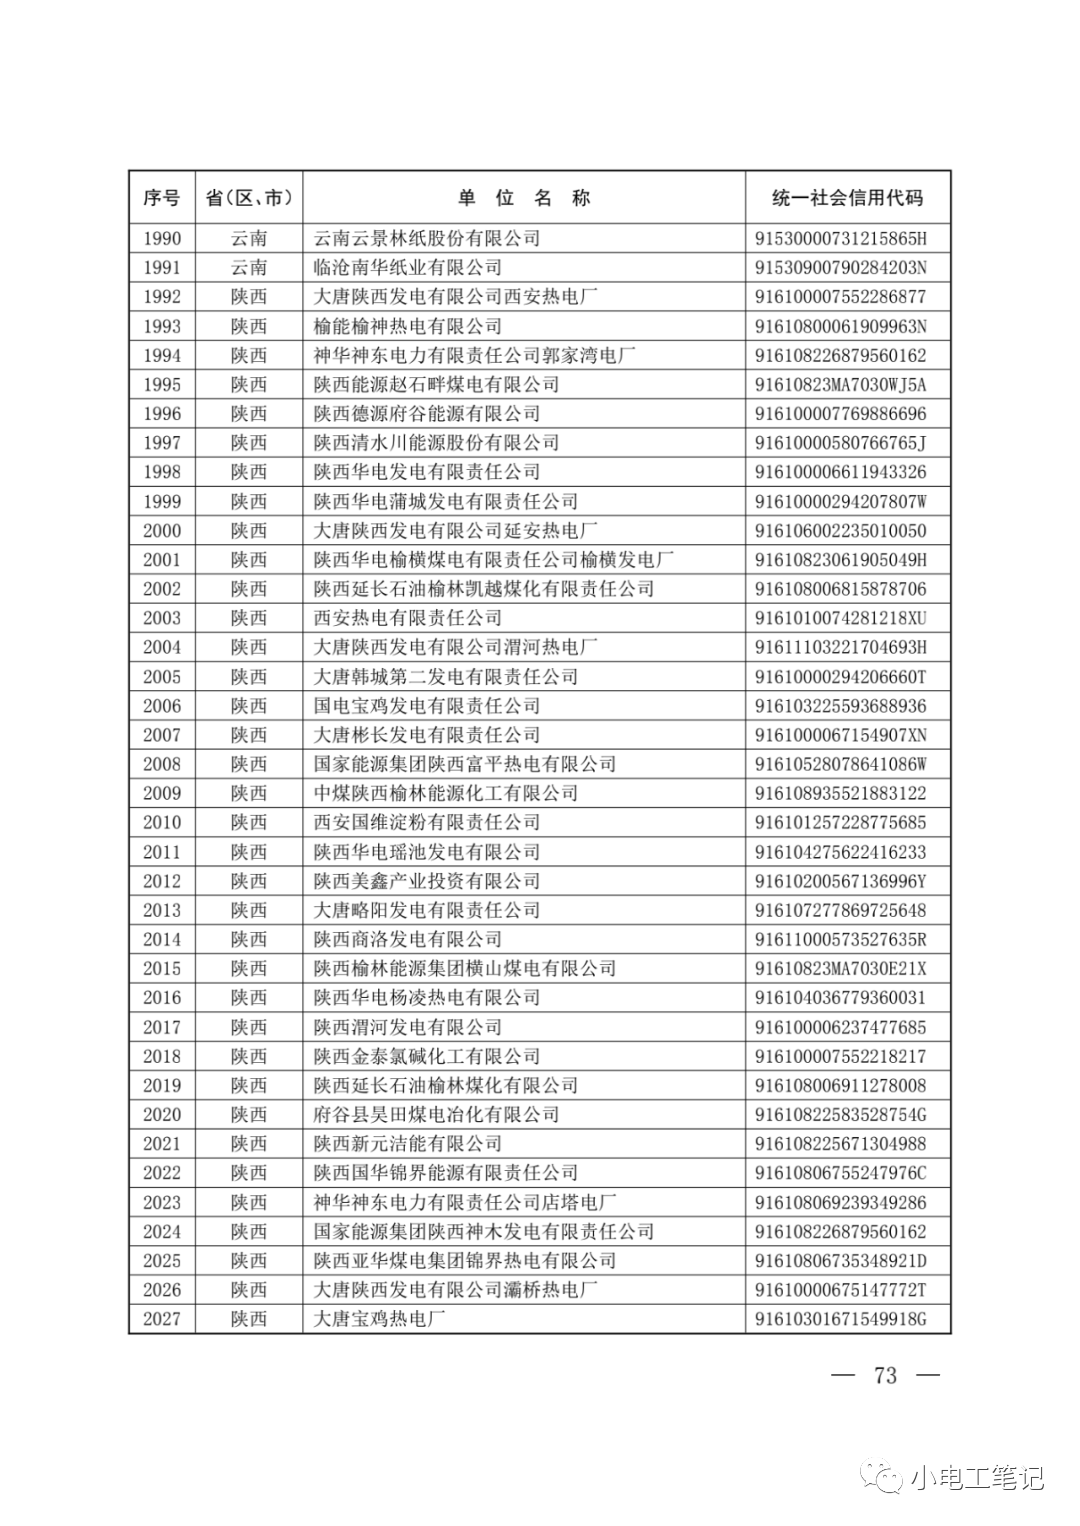 序号 省(区、市) 单 位 名 称 统一社会信用代码
1990 云南 云南云景林纸股份有限公司 91530000731215865H
1991 云南 临沧南华纸业有限公司 91530900790284203N
1992 陕西 大唐陕西发电有限公司西安热电厂 916100007552286877
1993 陕西 榆能榆神热电有限公司 91610800061909963N
1994 陕西 神华神东电力有限责任公司郭家湾电厂 916108226879560162
1995 陕西 陕西能源赵石畔煤电有限公司 91610823MA7030WJ5A
1996 陕西 陕西德源府谷能源有限公司 916100007769886696
1997 陕西 陕西清水川能源股份有限公司 91610000580766765J
1998 陕西 陕西华电发电有限责任公司 916100006611943326
1999 陕西 陕西华电蒲城发电有限责任公司 91610000294207807W
2000 陕西 大唐陕西发电有限公司延安热电厂 916106002235010050
2001 陕西 陕西华电榆横煤电有限责任公司榆横发电厂 91610823061905049H
2002 陕西 陕西延长石油榆林凯越煤化有限责任公司 916108006815878706
2003 陕西 西安热电有限责任公司 9161010074281218XU
2004 陕西 大唐陕西发电有限公司渭河热电厂 91611103221704693H
2005 陕西 大唐韩城第二发电有限责任公司 91610000294206660T
2006 陕西 国电宝鸡发电有限责任公司 916103225593688936
2007 陕西 大唐彬长发电有限责任公司 9161000067154907XN
2008 陕西 国家能源集团陕西富平热电有限公司 91610528078641086W
2009 陕西 中煤陕西榆林能源化工有限公司 916108935521883122
2010 陕西 西安国维淀粉有限责任公司 916101257228775685
2011 陕西 陕西华电瑶池发电有限公司 916104275622416233
2012 陕西 陕西美鑫产业投资有限公司 91610200567136996Y
2013 陕西 大唐略阳发电有限责任公司 916107277869725648
2014 陕西 陕西商洛发电有限公司 91611000573527635R
2015 陕西 陕西榆林能源集团横山煤电有限公司 91610823MA7030E21X
2016 陕西 陕西华电杨凌热电有限公司 916104036779360031
2017 陕西 陕西渭河发电有限公司 916100006237477685
2018 陕西 陕西金泰氯碱化工有限公司 916100007552218217
2019 陕西 陕西延长石油榆林煤化有限公司 916108006911278008
2020 陕西 府谷县昊田煤电冶化有限公司 91610822583528754G
2021 陕西 陕西新元洁能有限公司 916108225671304988
2022 陕西 陕西国华锦界能源有限责任公司 91610806755247976C
2023 陕西 神华神东电力有限责任公司店塔电厂 916108069239349286
2024 陕西 国家能源集团陕西神木发电有限责任公司 916108226879560162
2025 陕西 陕西亚华煤电集团锦界热电有限公司 91610806735348921D
2026 陕西 大唐陕西发电有限公司灞桥热电厂 91610000675147772T
2027 陕西 大唐宝鸡热电厂 91610301671549918G
— 73 —
小电工笔记